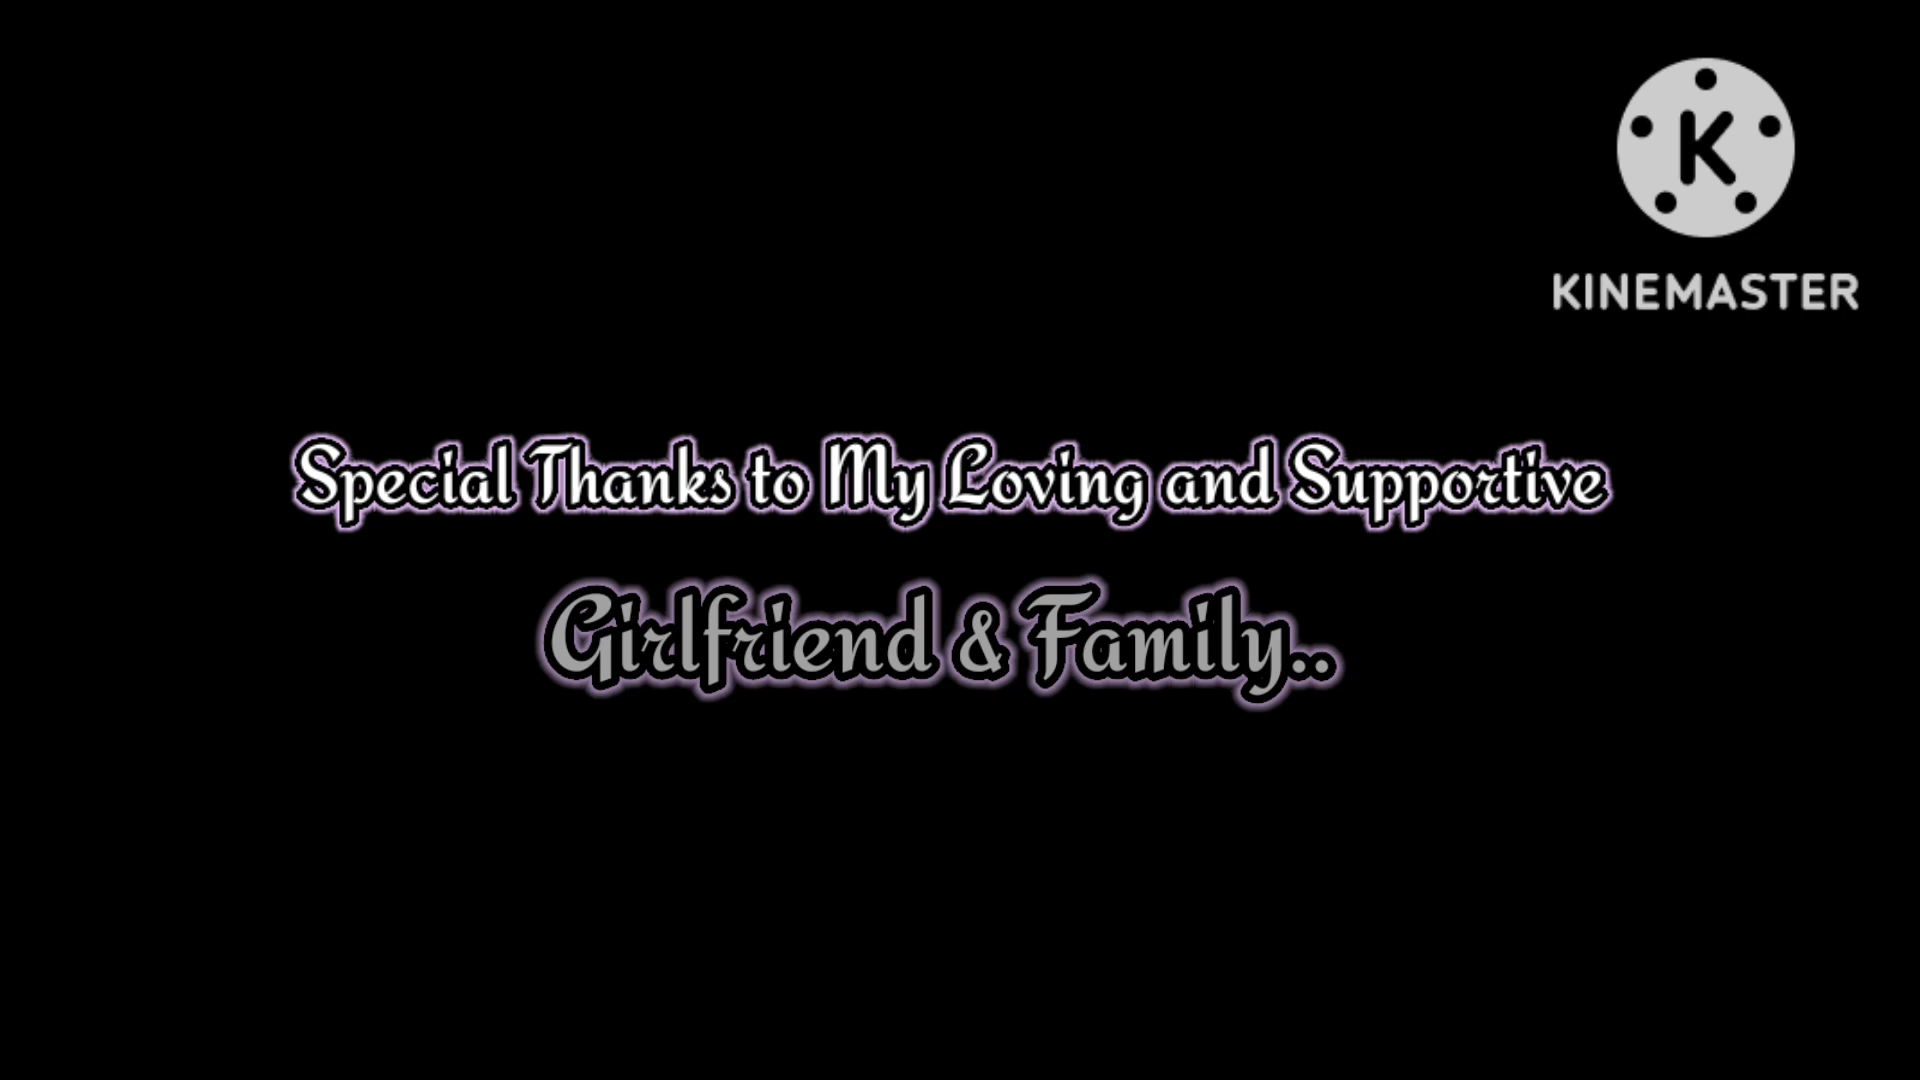 K
KINEMASTER
Special Thanks to My Loving and Supportive
Girlfriend & Family..